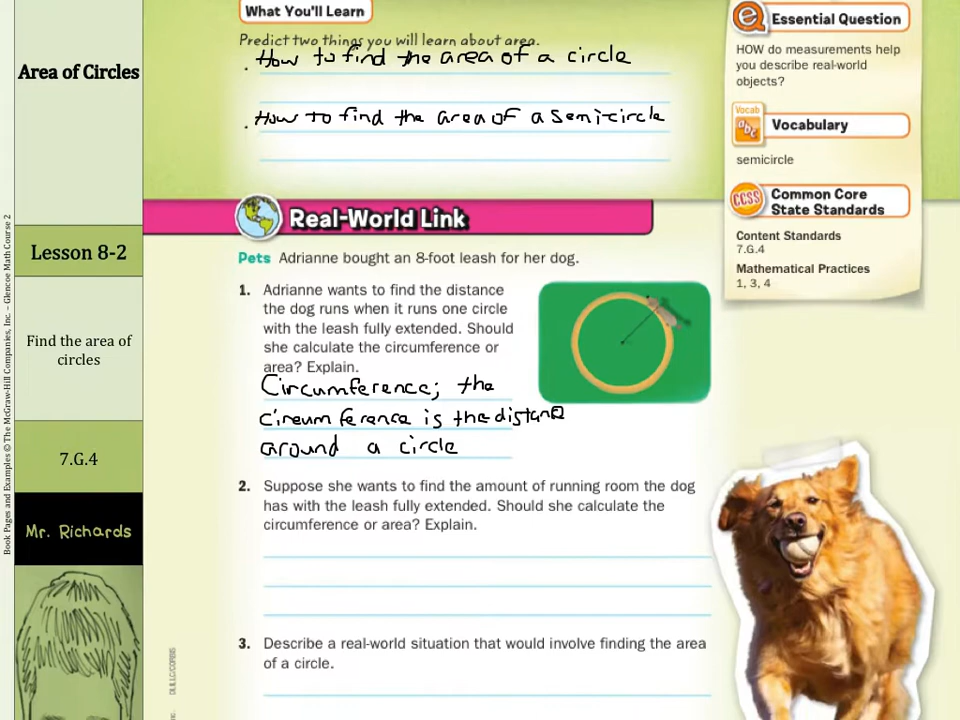 What You'll Learn
Predict two things you will learn about area.
. How to find the area of a circle
. How to find the area of a semicircle
e Essential Question
HOW do measurements help
you describe real-world
objects?
Vocab
abc
Vocabulary
semicircle
CCSS
Common Core
State Standards
Content Standards
7.G.4
Mathematical Practices
1, 3, 4
Area of Circles
Lesson 8-2
Find the area of
circles
7.G.4
Mr. Richards
Book Pages and Examples © The McGraw-Hill Companies, Inc. – Glencoe Math Course 2
Real-World Link
Pets Adrianne bought an 8-foot leash for her dog.
1. Adrianne wants to find the distance
the dog runs when it runs one circle
with the leash fully extended. Should
she calculate the circumference or
area? Explain.
Circumference; the
circumference is the distance
around a circle
2. Suppose she wants to find the amount of running room the dog
has with the leash fully extended. Should she calculate the
circumference or area? Explain.
3. Describe a real-world situation that would involve finding the area
of a circle.
nc.